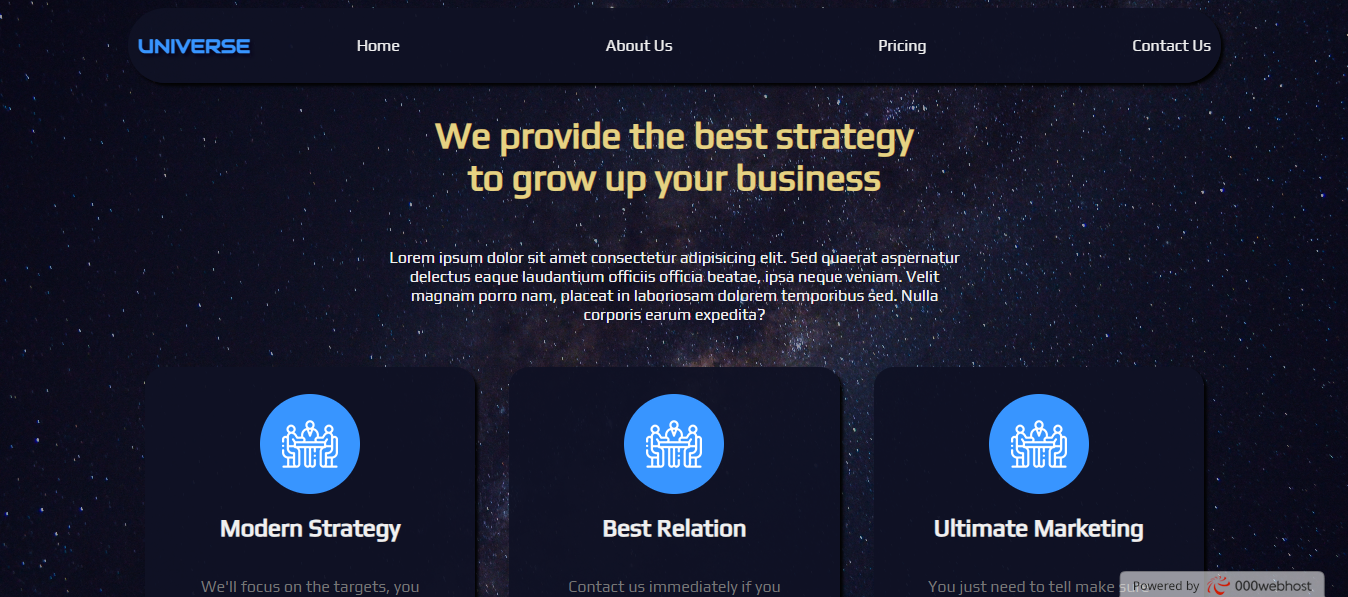 UNIVERSE
Home
About Us
Pricing
Contact Us
We provide the best strategy
to grow up your business
Lorem ipsum dolor sit amet consectetur adipisicing elit. Sed quaerat aspernatur
delectus eaque laudantium officiis officia beatae, ipsa neque veniam. Velit
magnam porro nam, placeat in laboriosam dolorem temporibus sed. Nulla
corporis earum expedita?
Modern Strategy
Best Relation
Ultimate Marketing
We'll focus on the targets, you
Contact us immediately if you
You just need to tell make sure
Powered by 000webhost